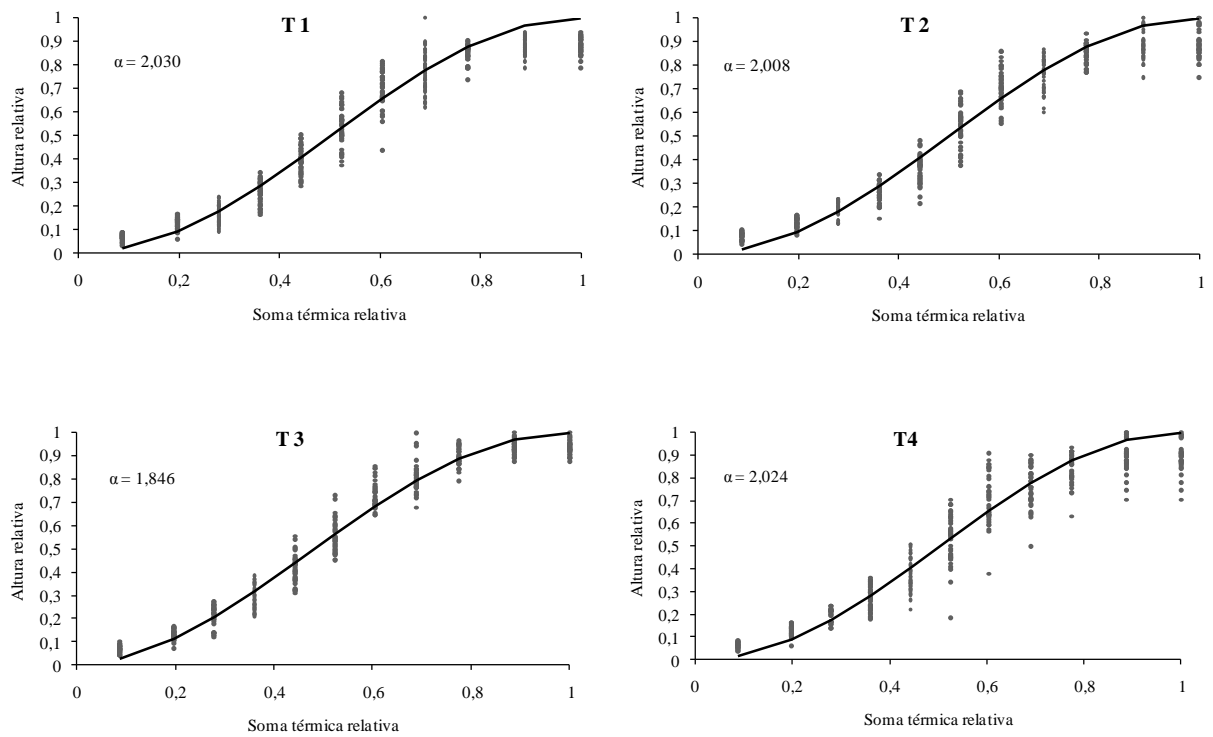 T 1
α = 2,030
Altura relativa
1
0,9
0,8
0,7
0,6
0,5
0,4
0,3
0,2
0,1
0
0 0,2 0,4 0,6 0,8 1
Soma térmica relativa
T 2
α = 2,008
Altura relativa
1
0,9
0,8
0,7
0,6
0,5
0,4
0,3
0,2
0,1
0
0 0,2 0,4 0,6 0,8 1
Soma térmica relativa
T 3
α = 1,846
Altura relativa
1
0,9
0,8
0,7
0,6
0,5
0,4
0,3
0,2
0,1
0
0 0,2 0,4 0,6 0,8 1
Soma térmica relativa
T4
α = 2,024
Altura relativa
1
0,9
0,8
0,7
0,6
0,5
0,4
0,3
0,2
0,1
0
0 0,2 0,4 0,6 0,8 1
Soma térmica relativa